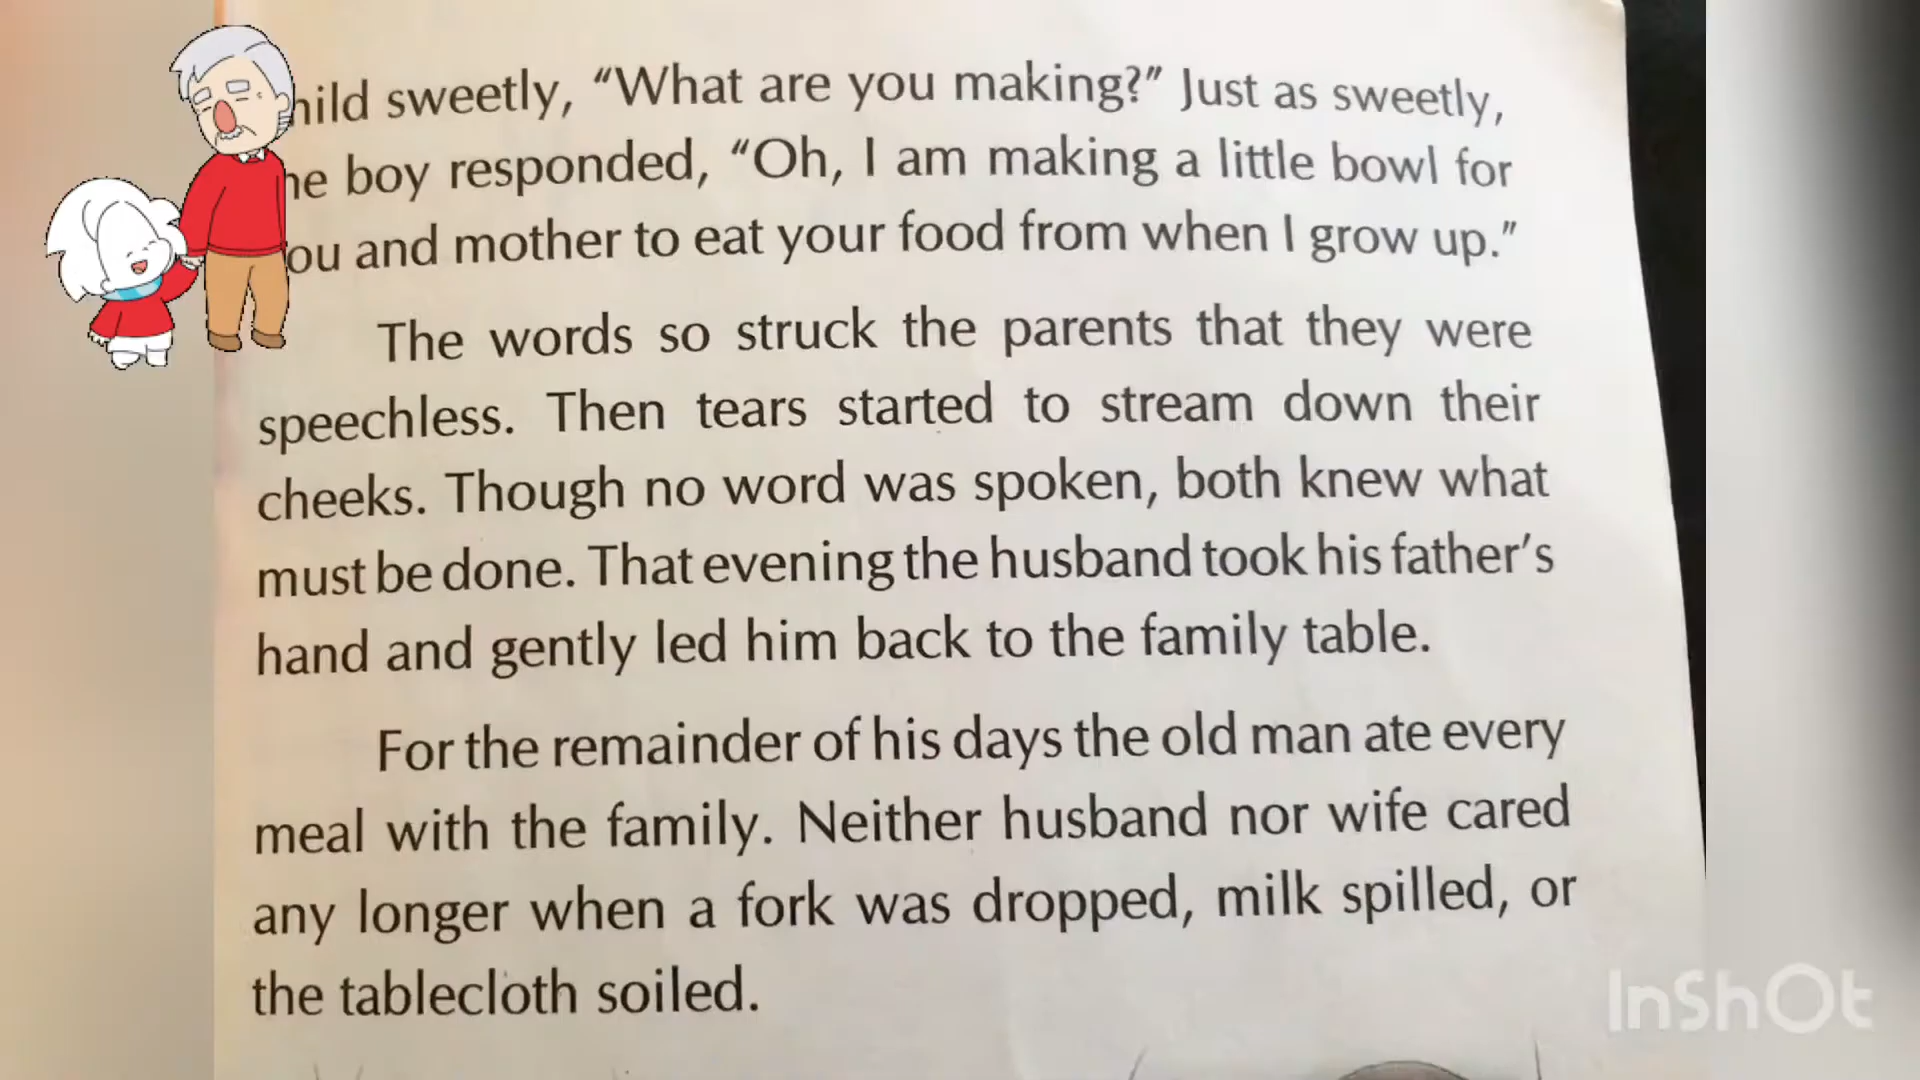 sweetly, “What are you making?” Just as sweetly,
boy responded, “Oh, I am making a little bowl for
and mother to eat your food from when I grow up.”
The words so struck the parents that they were
speechless. Then tears started to stream down their
cheeks. Though no word was spoken, both knew what
must be done. That evening the husband took his father’s
hand and gently led him back to the family table.
For the remainder of his days the old man ate every
meal with the family. Neither husband nor wife cared
any longer when a fork was dropped, milk spilled, or
the tablecloth soiled.
InShOt